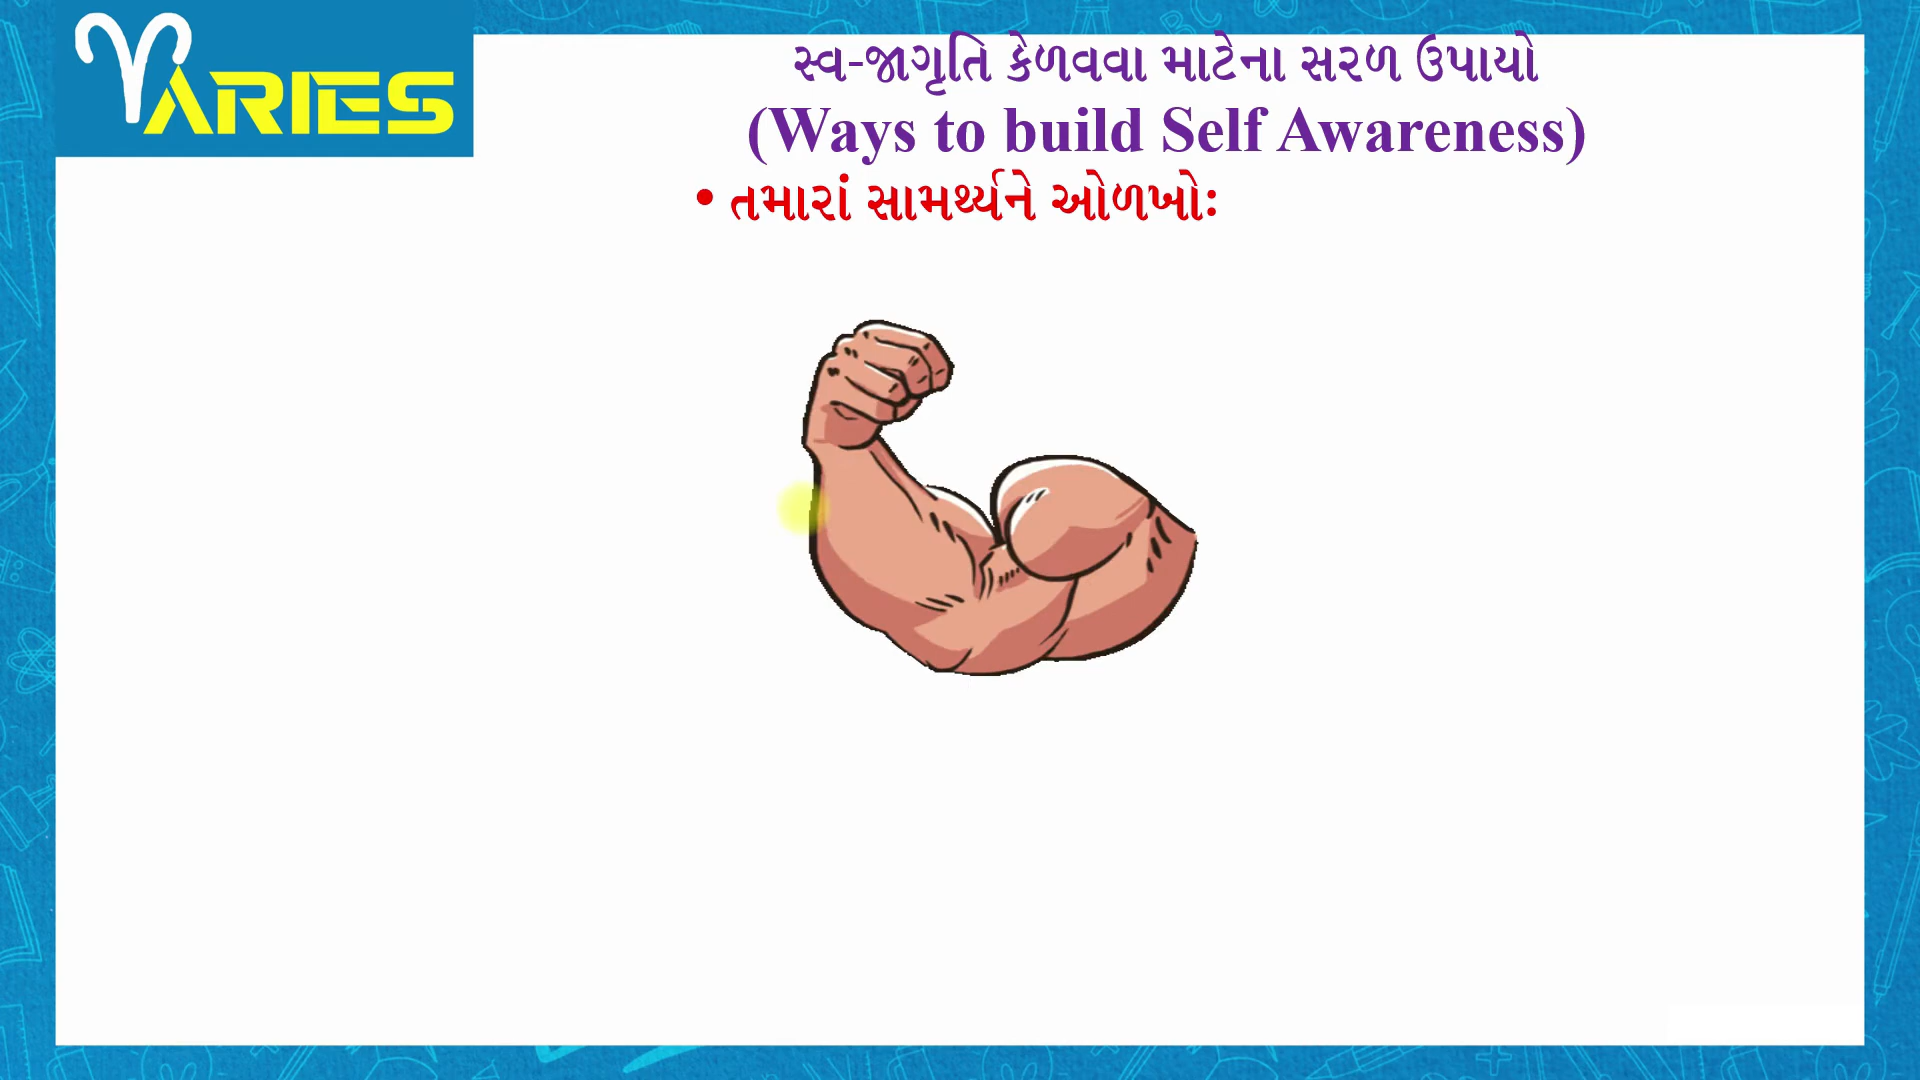 ARIES
સ્વ-જાગૃતિ કેળવવા માટેના સરળ ઉપાયો
(Ways to build Self Awareness)
• તમારાં સામર્થ્યને ઓળખોઃ